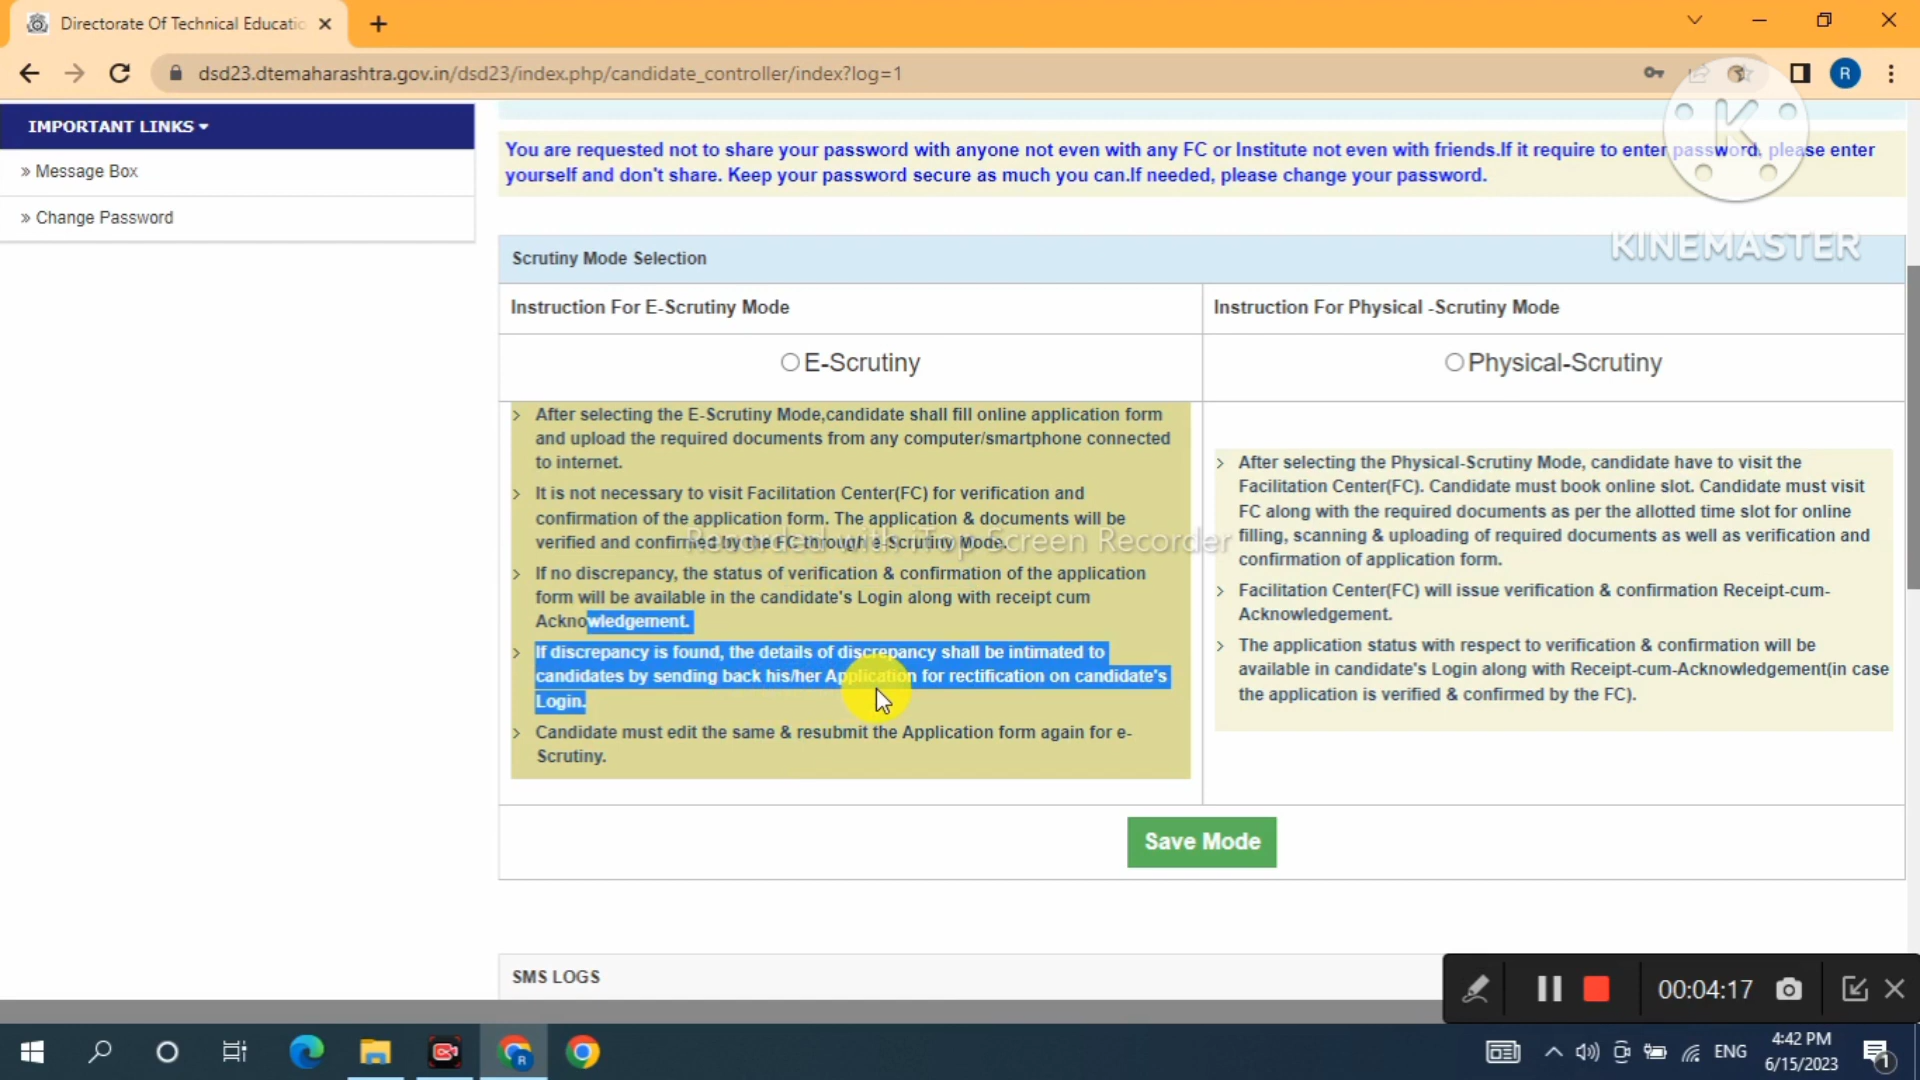 Directorate Of Technical Educatio
dsd23.dtemaharashtra.gov.in/dsd23/index.php/candidate_controller/index?log=1
R
IMPORTANT LINKS
» Message Box
» Change Password
You are requested not to share your password with anyone not even with any FC or Institute not even with friends.If it require to enter password, please enter
yourself and don't share. Keep your password secure as much you can.If needed, please change your password.
K
KINEMASTER
Scrutiny Mode Selection
Instruction For E-Scrutiny Mode
Instruction For Physical -Scrutiny Mode
E-Scrutiny
Physical-Scrutiny
After selecting the E-Scrutiny Mode,candidate shall fill online application form
and upload the required documents from any computer/smartphone connected
to internet.
It is not necessary to visit Facilitation Center(FC) for verification and
confirmation of the application form. The application & documents will be
verified and confirmed by the FC through e-Scrutiny Mode.
If no discrepancy, the status of verification & confirmation of the application
form will be available in the candidate's Login along with receipt cum
Acknowledgement.
If discrepancy is found, the details of discrepancy shall be intimated to
candidates by sending back his/her Application for rectification on candidate's
Login.
Candidate must edit the same & resubmit the Application form again for e-
Scrutiny.
After selecting the Physical-Scrutiny Mode, candidate have to visit the
Facilitation Center(FC). Candidate must book online slot. Candidate must visit
FC along with the required documents as per the allotted time slot for online
filling, scanning & uploading of required documents as well as verification and
confirmation of application form.
Facilitation Center(FC) will issue verification & confirmation Receipt-cum-
Acknowledgement.
The application status with respect to verification & confirmation will be
available in candidate's Login along with Receipt-cum-Acknowledgement(in case
the application is verified & confirmed by the FC).
Recorded with iTop Screen Recorder
Save Mode
SMS LOGS
00:04:17
R
ENG
4:42 PM
6/15/2023
1